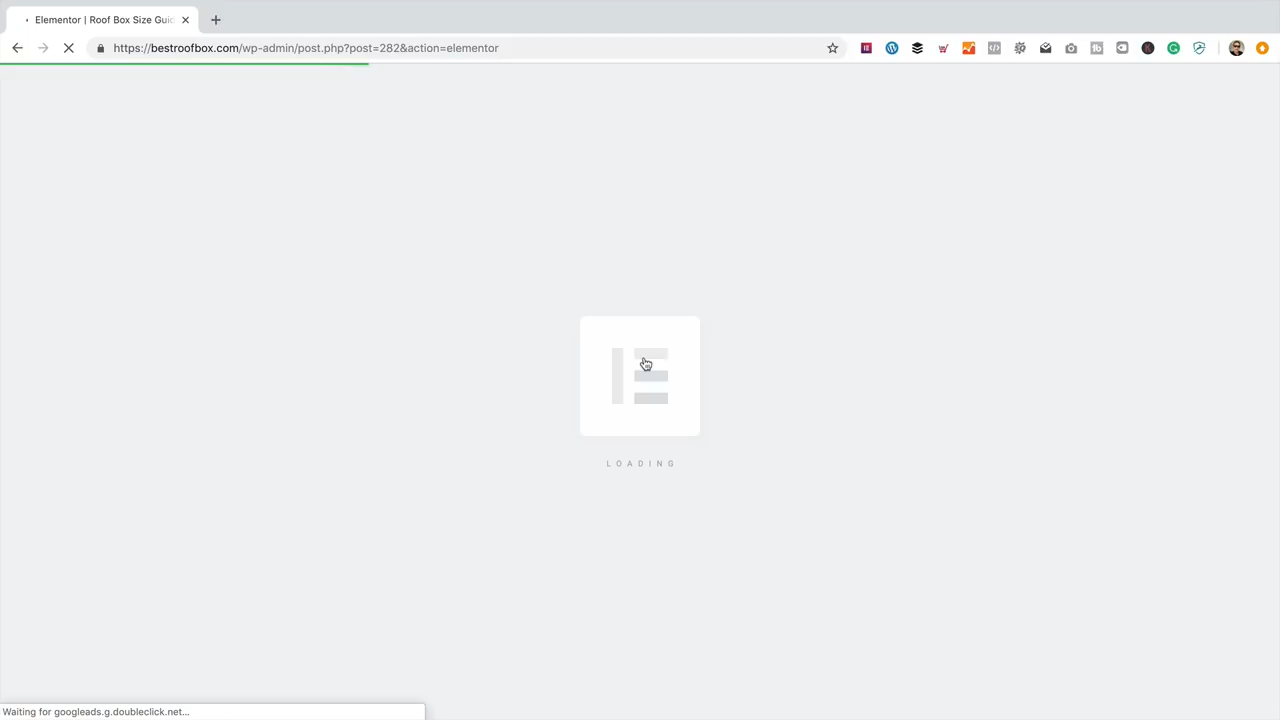 Elementor | Roof Box Size Guid
https://bestroofbox.com/wp-admin/post.php?post=282&action=elementor
LOADING
Waiting for googleads.g.doubleclick.net...